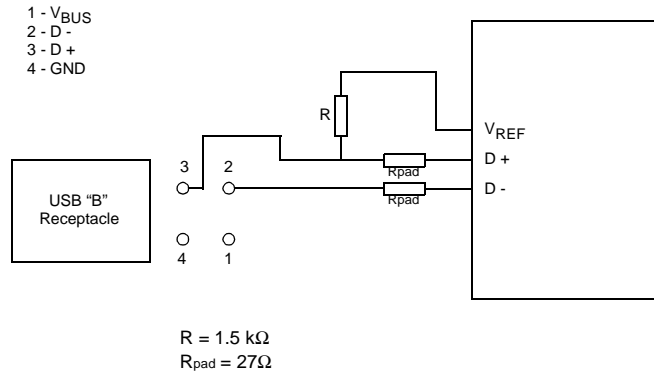 1 - VBUS
2 - D -
3 - D +
4 - GND
R
VREF
D +
Rpad
D -
Rpad
3
2
USB “B”
Receptacle
4
1
R = 1.5 kΩ
Rpad = 27Ω